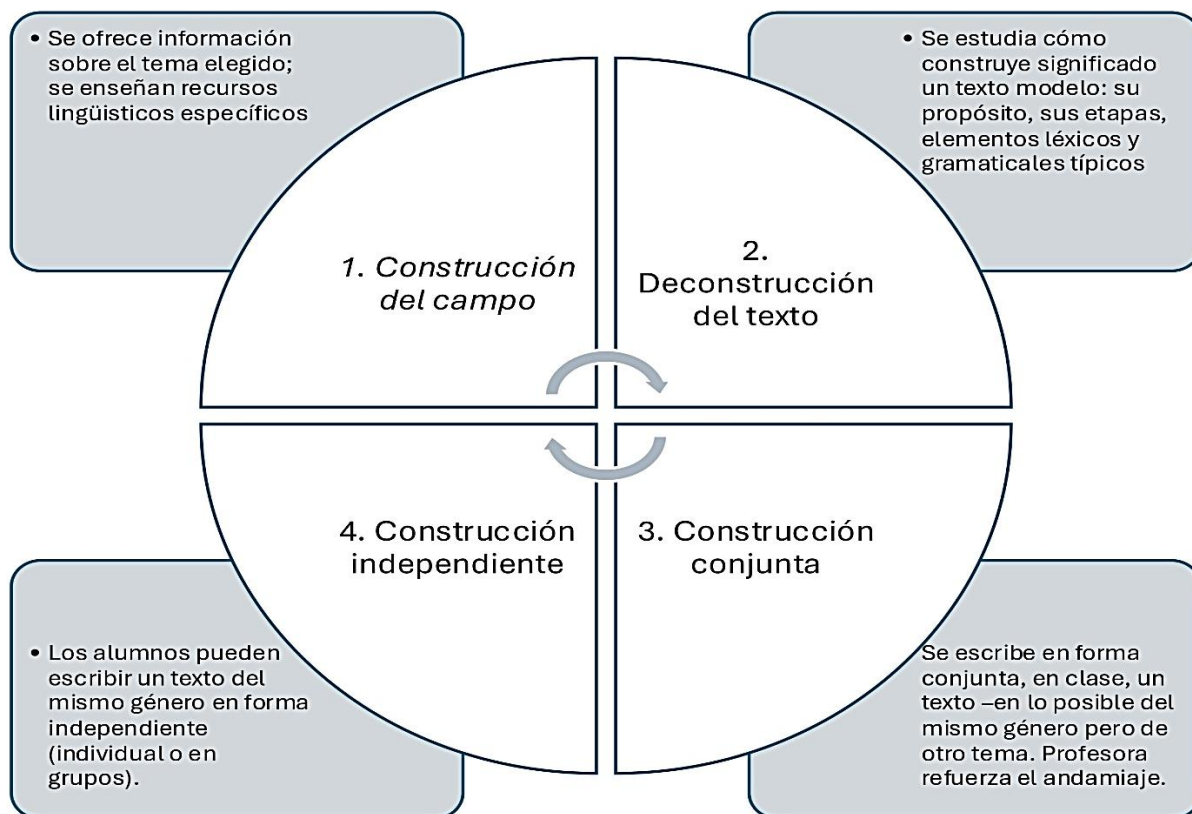 • Se ofrece información
sobre el tema elegido;
se enseñan recursos
lingüisticos específicos
1. Construcción
del campo
• Se estudia cómo
construye significado
un texto modelo: su
propósito, sus etapas,
elementos léxicos y
gramaticales típicos
2.
Deconstrucción
del texto
4. Construcción
independiente
• Los alumnos pueden
escribir un texto del
mismo género en forma
independiente
(individual o en
grupos).
3. Construcción
conjunta
Se escribe en forma
conjunta, en clase, un
texto –en lo posible del
mismo género pero de
otro tema. Profesora
refuerza el andamiaje.